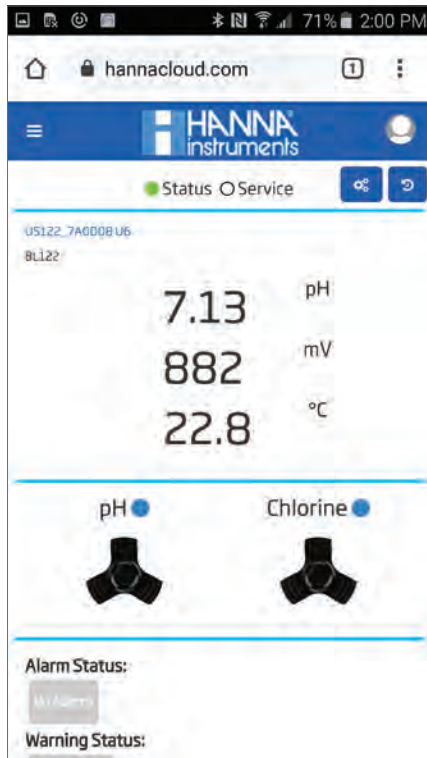 71% 2:00 PM
hannacloud.com 1
HANNA
instruments
Status Service
BL122
7.13 pH
882 mV
22.8 °C
pH Chlorine
Alarm Status:
Warning Status: